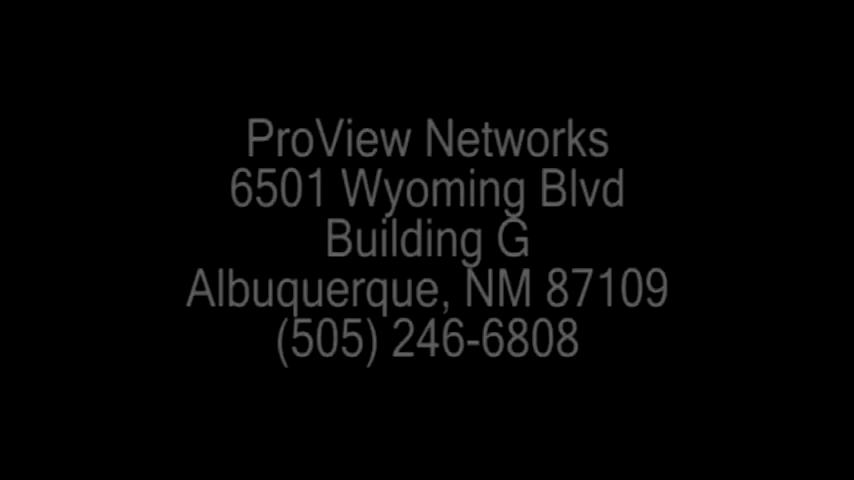 ProView Networks
6501 Wyoming Blvd
Building G
Albuquerque, NM 87109
(505) 246-6808